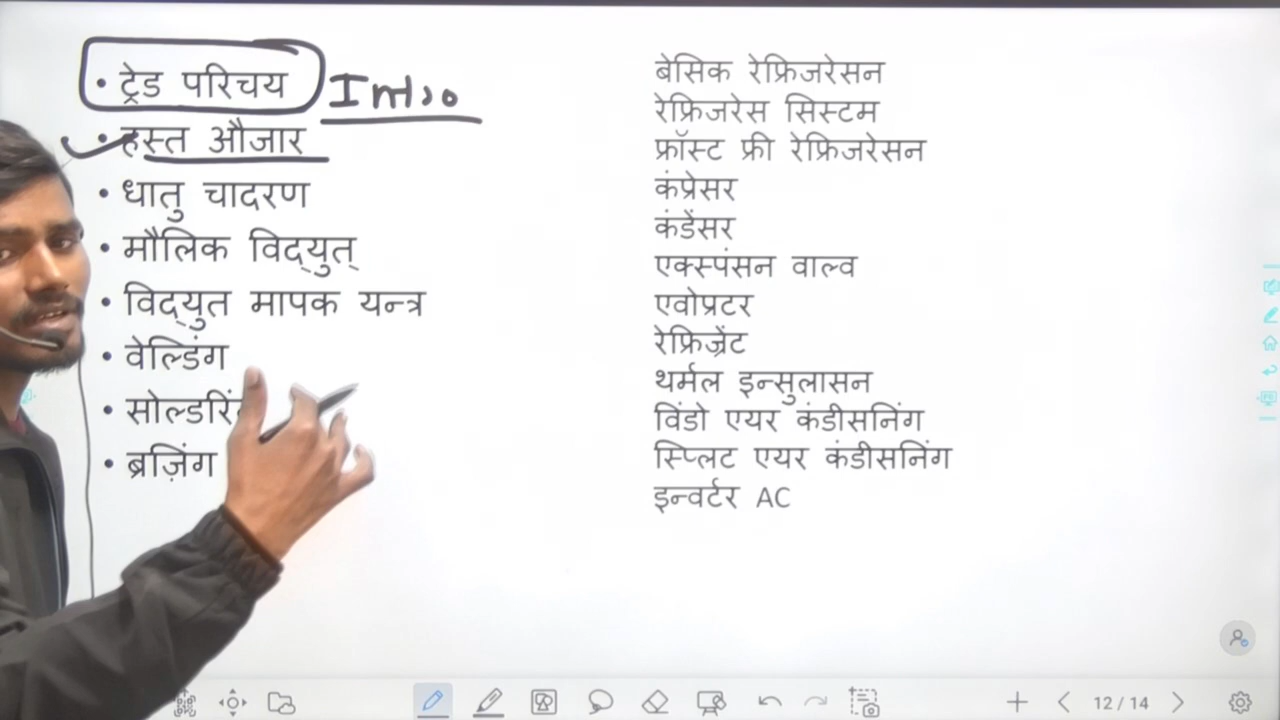 • ट्रेड परिचय Intro
• हस्त औजार
• धातु चादरण
• मौलिक विद्‌युत्
• विद्‌युत मापक यन्त्र
• वेल्डिंग
• ब्रज़िंग
बेसिक रेफ्रिजरेसन
रेफ्रिजरेस सिस्टम
फ्रॉस्ट फ्री रेफ्रिजरेसन
कंप्रेसर
कंडेंसर
एक्स्पंसन वाल्व
एवोप्रटर
रेफ्रिज्रेंट
थर्मल इन्सुलासन
विंडो एयर कंडीसनिंग
स्प्लिट एयर कंडीसनिंग
इन्वर्टर AC
12 / 14